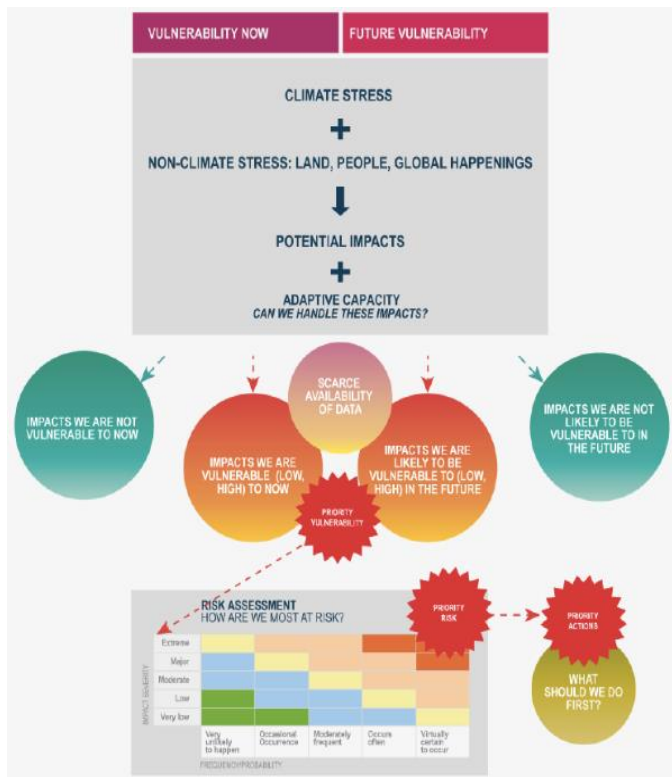 VULNERABILITY NOW
FUTURE VULNERABILITY
CLIMATE STRESS
+
NON-CLIMATE STRESS: LAND, PEOPLE, GLOBAL HAPPENINGS
POTENTIAL IMPACTS
+
ADAPTIVE CAPACITY
CAN WE HANDLE THESE IMPACTS?
IMPACTS WE ARE NOT
VULNERABLE TO NOW
IMPACTS WE ARE
VULNERABLE (LOW,
HIGH) TO NOW
SCARCE
AVAILABILITY
OF DATA
IMPACTS WE ARE
LIKELY TO BE
VULNERABLE TO (LOW,
HIGH) IN THE FUTURE
IMPACTS WE ARE NOT
LIKELY TO BE
VULNERABLE TO IN
THE FUTURE
PRIORITY
VULNERABILITY
RISK ASSESSMENT
HOW ARE WE MOST AT RISK?
PRIORITY
RISK
PRIORITY
ACTIONS
WHAT
SHOULD WE DO
FIRST?
IMPACT SEVERITY
Extreme
Major
Moderate
Low
Very low
Very
unlikely
to happen
Occasional
Occurrence
Moderately
frequent
Occurs
often
Virtually
certain
to occur
FREQUENCY/PROBABILITY